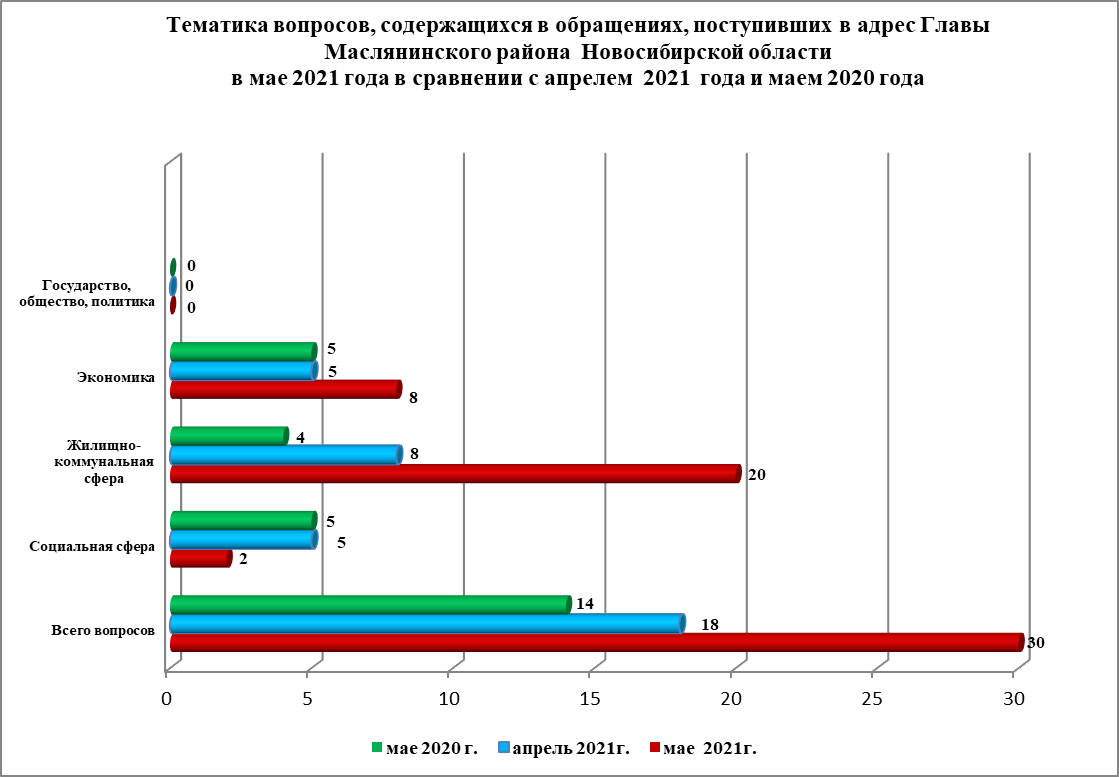 Тематика вопросов, содержащихся в обращениях, поступивших в адрес Главы
Маслянинского района Новосибирской области
в мае 2021 года в сравнении с апрелем 2021 года и маем 2020 года
Государство,
общество, политика
0
0
0
Экономика
5
5
8
Жилищно-
коммунальная
сфера
4
8
20
Социальная сфера
5
5
2
Всего вопросов
14
18
30
0 5 10 15 20 25 30
мае 2020 г. апрель 2021г. мае 2021г.